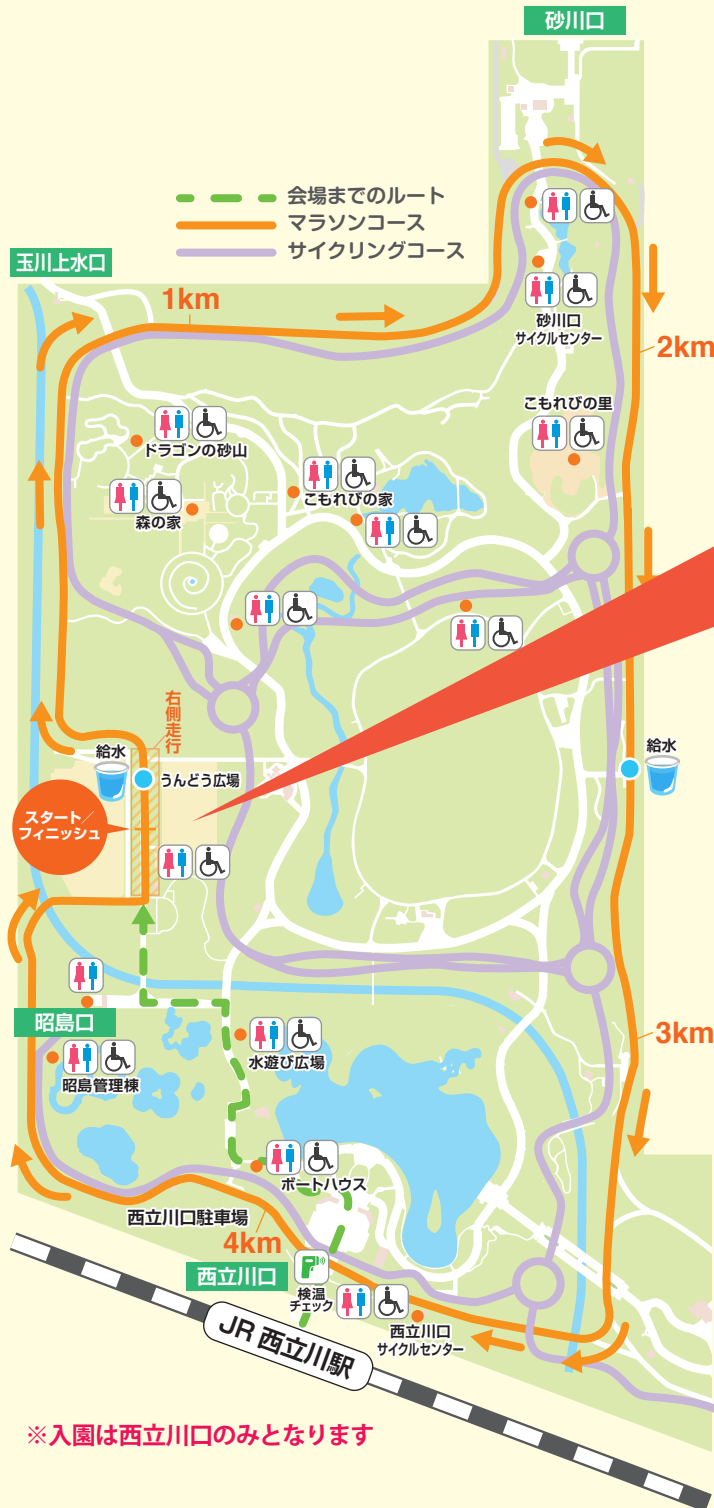 砂川口
会場までのルート
マラソンコース
サイクリングコース
玉川上水口
1km
砂川口
サイクルセンター
2km
こもれびの里
ドラゴンの砂山
こもれびの家
森の家
右側走行
給水
うんどう広場
給水
スタート/
フィニッシュ
昭島口
3km
水遊び広場
昭島管理棟
ボートハウス
西立川口駐車場
4km
西立川口
検温
チェック
西立川口
サイクルセンター
JR 西立川駅
※入園は西立川口のみとなります